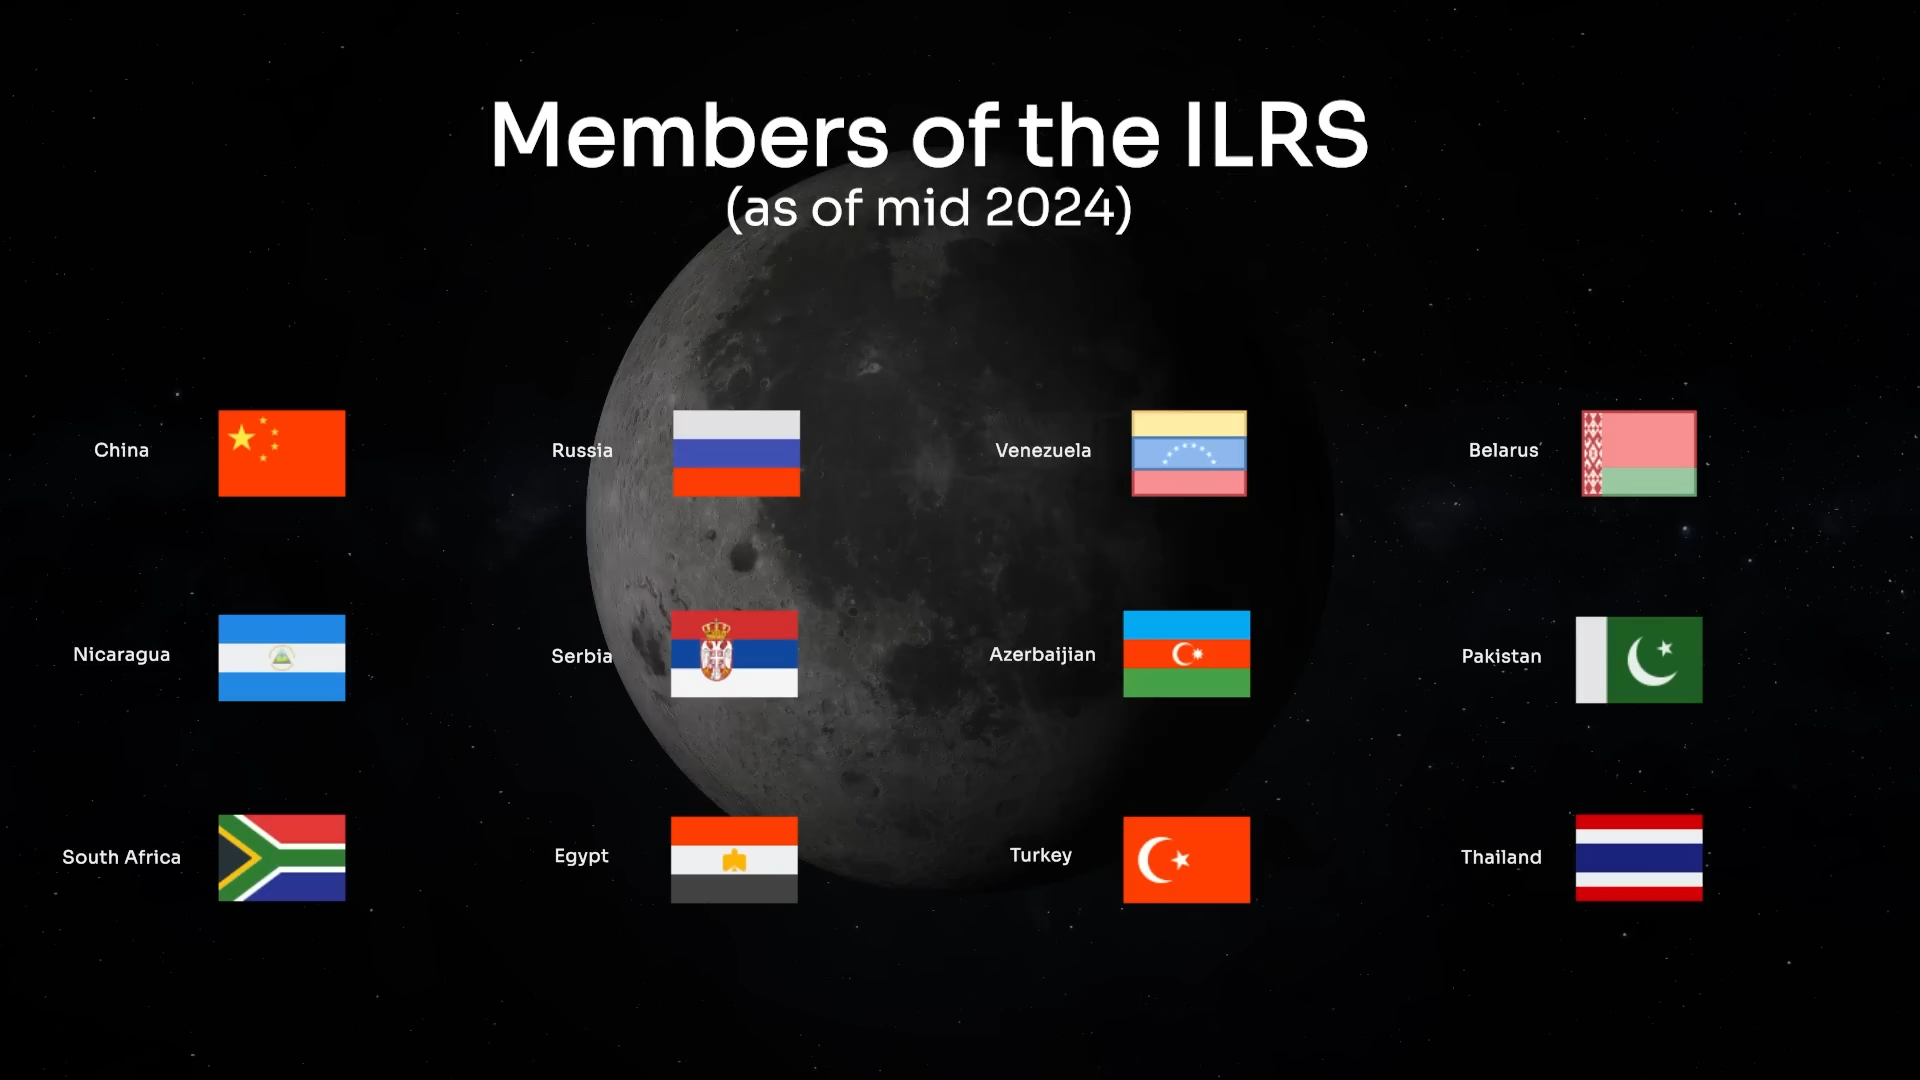 Members of the ILRS
(as of mid 2024)
China
Russia
Venezuela
Belarus
Nicaragua
Serbia
Azerbaijian
Pakistan
South Africa
Egypt
Turkey
Thailand